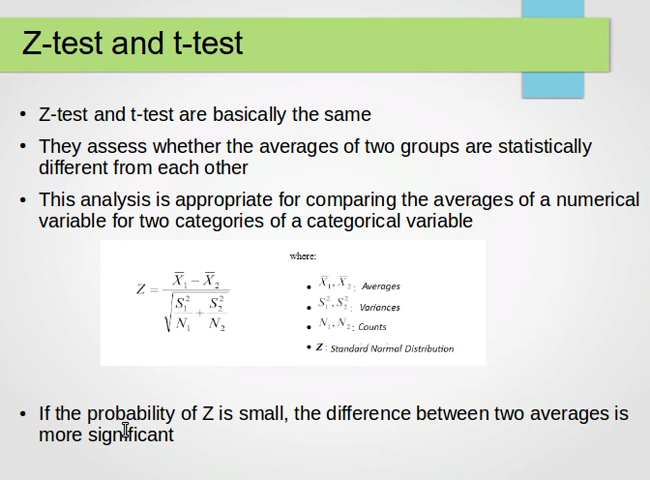 Z-test and t-test
• Z-test and t-test are basically the same
• They assess whether the averages of two groups are statistically
different from each other
• This analysis is appropriate for comparing the averages of a numerical
variable for two categories of a categorical variable
where:
Z = (X̅₁ − X̅₂) / √(S₁²/N₁ + S₂²/N₂)
• X̅₁, X̅₂ : Averages
• S₁², S₂² : Variances
• N₁, N₂ : Counts
• Z : Standard Normal Distribution
• If the probability of Z is small, the difference between two averages is
more significant